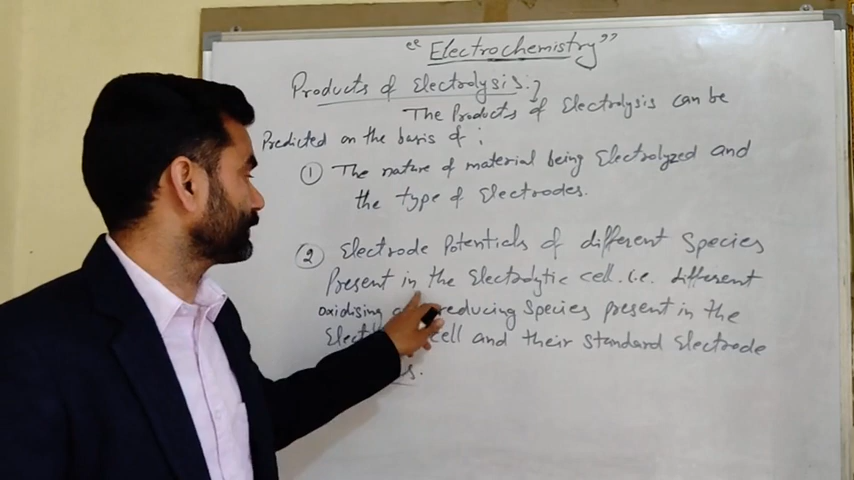 “Electrochemistry”
Products of Electrolysis:⁊
The Products of Electrolysis can be
Predicted on the basis of :
① The nature of material being Electrolyzed and
the type of Electrodes.
② Electrode Potentials of different Species
Present in the Electrolytic cell. i.e. different
oxidising reducing Species present in the
cell and their Standard Electrode